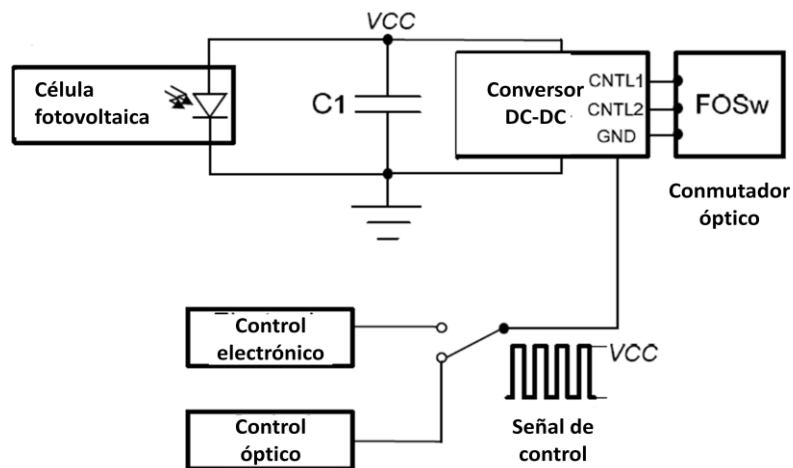 VCC
Célula
fotovoltaica
C1
Conversor
DC-DC
CNTL1
CNTL2
GND
FOSw
Conmutador
óptico
Control
electrónico
VCC
Control
óptico
Señal de
control